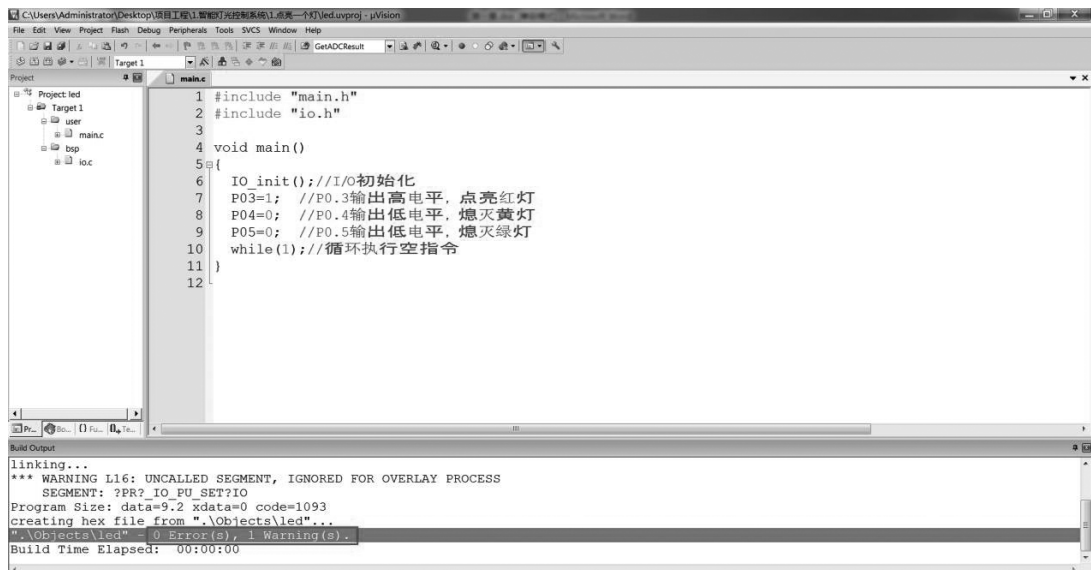 C:\Users\Administrator\Desktop\项目工程\1.智能灯光控制系统\1.点亮一个灯\led.uvproj - µVision
File Edit View Project Flash Debug Peripherals Tools SVCS Window Help
GetADCResult
Target 1
Project
main.c
Project: led
Target 1
user
main.c
bsp
io.c
1 #include "main.h"
2 #include "io.h"
3
4 void main()
5 {
6 IO_init();//I/O初始化
7 P03=1; //P0.3输出高电平，点亮红灯
8 P04=0; //P0.4输出低电平，熄灭黄灯
9 P05=0; //P0.5输出低电平，熄灭绿灯
10 while(1);//循环执行空指令
11 }
12
Pr... Bo... {} Fu... 0. Te...
Build Output
linking...
*** WARNING L16: UNCALLED SEGMENT, IGNORED FOR OVERLAY PROCESS
SEGMENT: ?PR?_IO_PU_SET?IO
Program Size: data=9.2 xdata=0 code=1093
creating hex file from ".\Objects\led"...
".\Objects\led" - 0 Error(s), 1 Warning(s).
Build Time Elapsed: 00:00:00